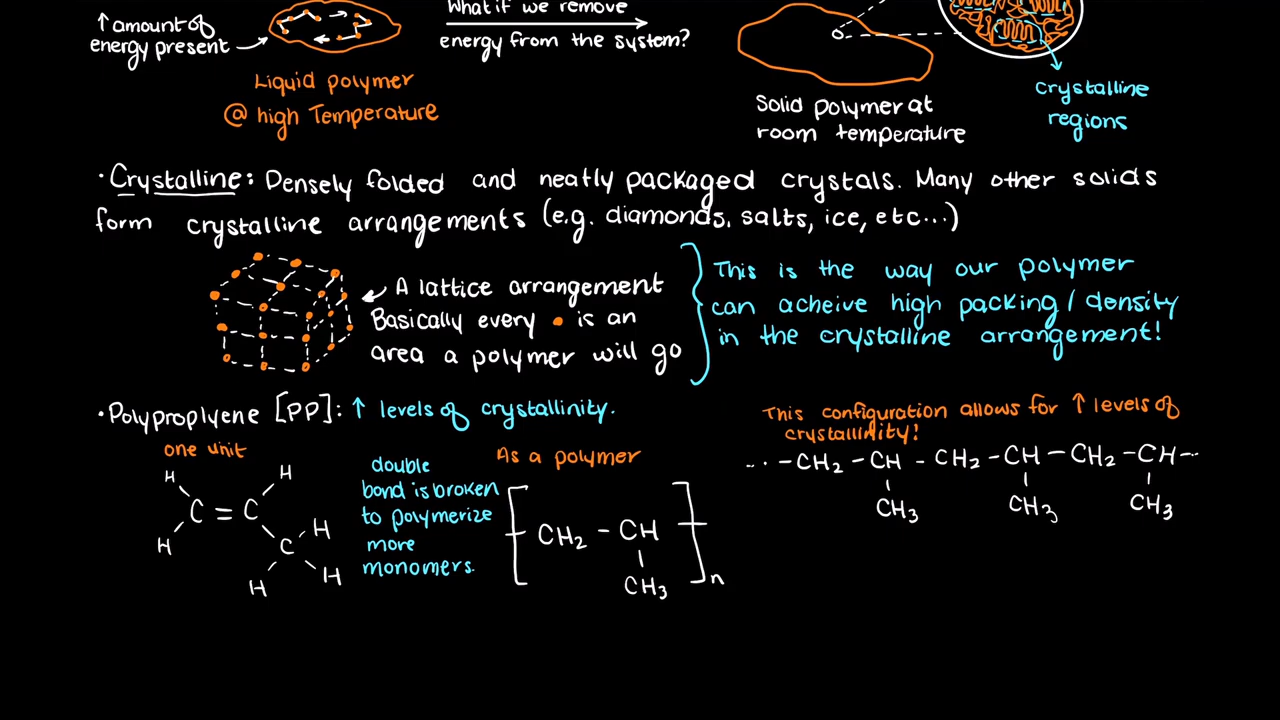 ↑ amount of
energy present
Liquid polymer
@ high Temperature
What if we remove
energy from the system?
Solid polymer at
room temperature
crystalline
regions
• Crystalline: Densely folded and neatly packaged crystals. Many other solids
form crystalline arrangements (e.g. diamonds, salts, ice, etc...)
A lattice arrangement
Basically every • is an
area a polymer will go
This is the way our polymer
can acheive high packing/density
in the crystalline arrangement!
• Polyproplyene [PP]: ↑ levels of crystallinity.
one unit
H H
C = C
H
C H
H H
double
bond is broken
to polymerize
more
monomers.
As a polymer
[CH₂ - CH]n
CH₃
This configuration allows for ↑ levels of
crystallinity!
... - CH₂ - CH - CH₂ - CH - CH₂ - CH - ...
CH₃ CH₃ CH₃